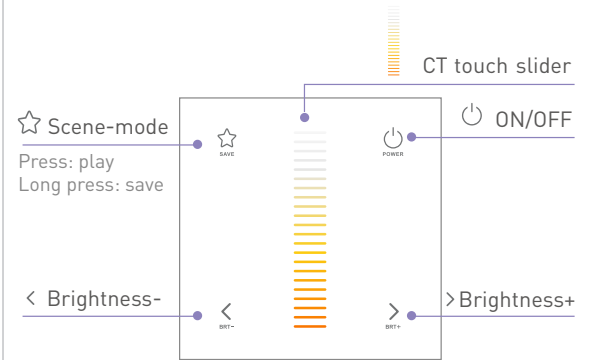 CT touch slider
Scene-mode
ON/OFF
Press: play
Long press: save
SAVE
POWER
< Brightness-
>Brightness+
BRT-
BRT+